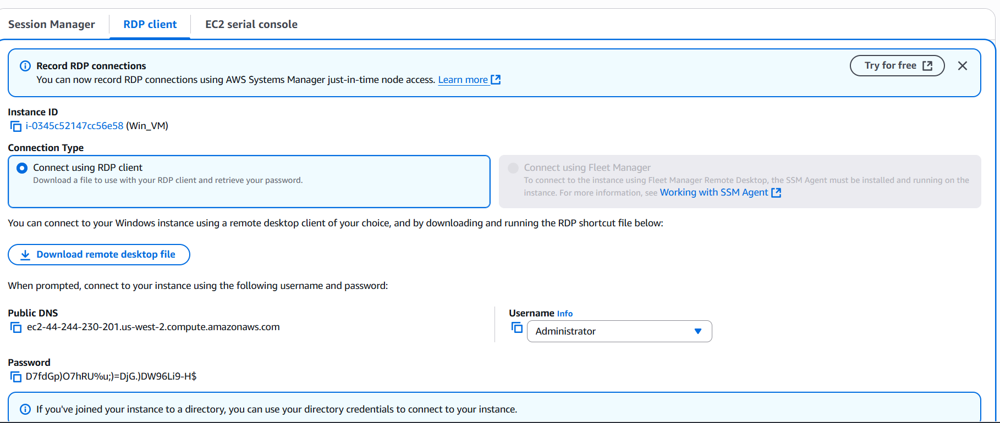 Session Manager
RDP client
EC2 serial console
Record RDP connections
Try for free
You can now record RDP connections using AWS Systems Manager just-in-time node access. Learn more
Instance ID
i-0345c52147cc56e58 (Win_VM)
Connection Type
Connect using RDP client
Download a file to use with your RDP client and retrieve your password.
Connect using Fleet Manager
To connect to the instance using Fleet Manager Remote Desktop, the SSM Agent must be installed and running on the
instance. For more information, see Working with SSM Agent
You can connect to your Windows instance using a remote desktop client of your choice, and by downloading and running the RDP shortcut file below:
Download remote desktop file
When prompted, connect to your instance using the following username and password:
Public DNS
ec2-44-244-230-201.us-west-2.compute.amazonaws.com
Username Info
Administrator
Password
D7fdGp)O7hRU%u;)=DjG.)DW96Li9-H$
If you've joined your instance to a directory, you can use your directory credentials to connect to your instance.